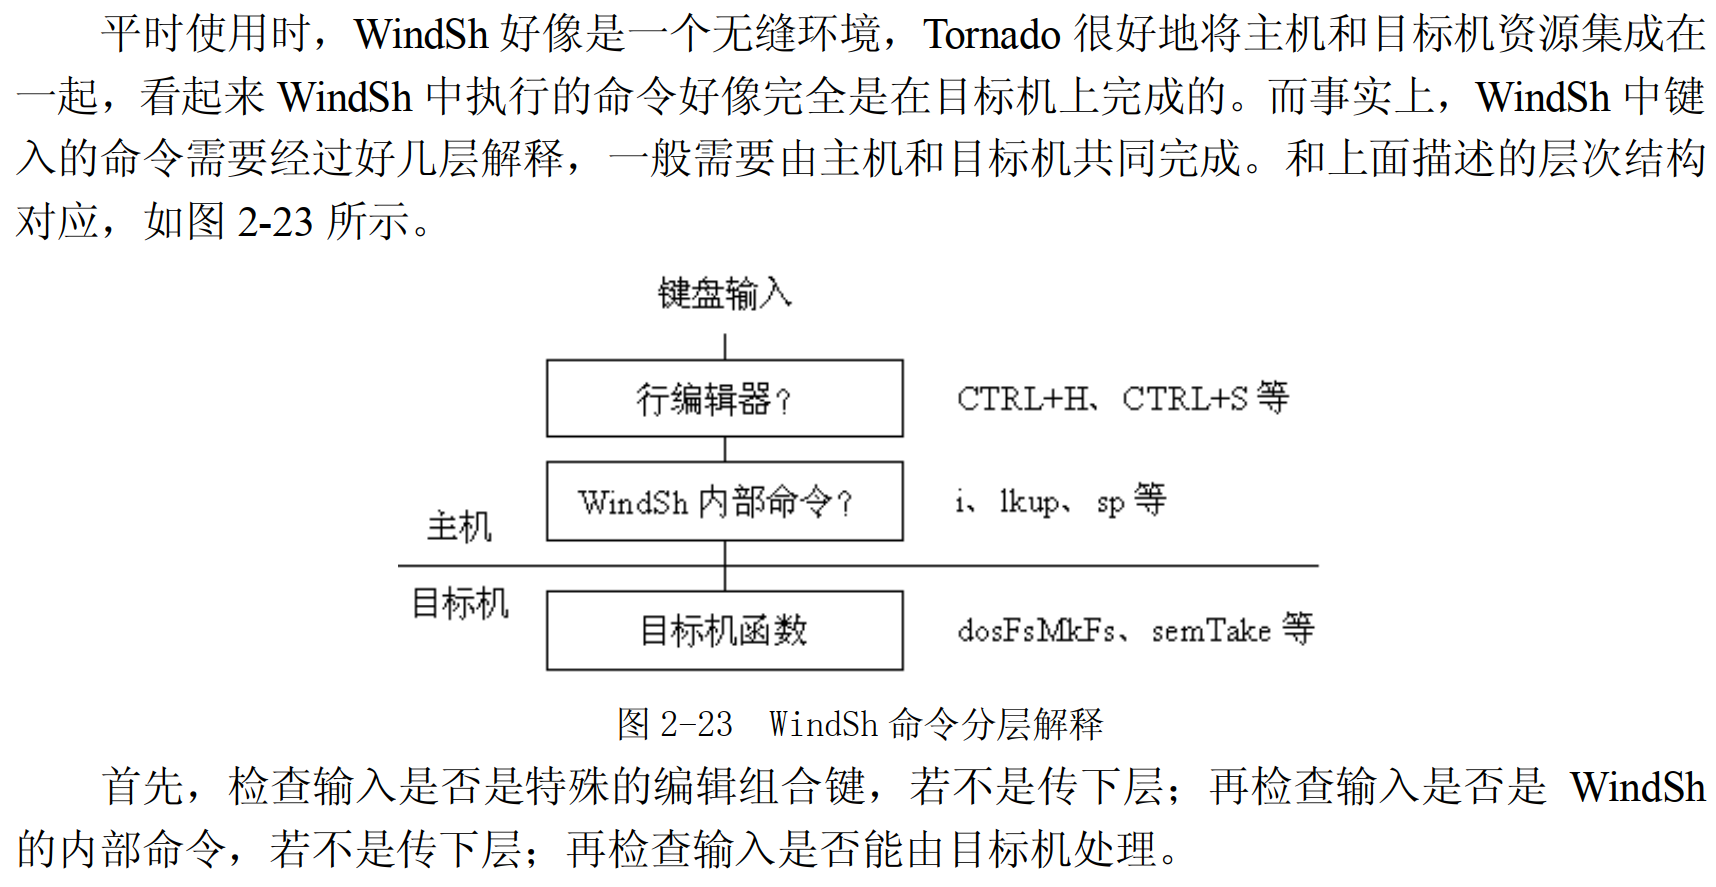 平时使用时，WindSh 好像是一个无缝环境，Tornado 很好地将主机和目标机资源集成在
一起，看起来 WindSh 中执行的命令好像完全是在目标机上完成的。而事实上，WindSh 中键
入的命令需要经过好几层解释，一般需要由主机和目标机共同完成。和上面描述的层次结构
对应，如图 2-23 所示。
键盘输入
行编辑器？ CTRL+H、CTRL+S 等
WindSh 内部命令？ i、lkup、sp 等
主机
目标机
目标机函数 dosFsMkFs、semTake 等
图 2-23 WindSh 命令分层解释
首先，检查输入是否是特殊的编辑组合键，若不是传下层；再检查输入是否是 WindSh
的内部命令，若不是传下层；再检查输入是否能由目标机处理。